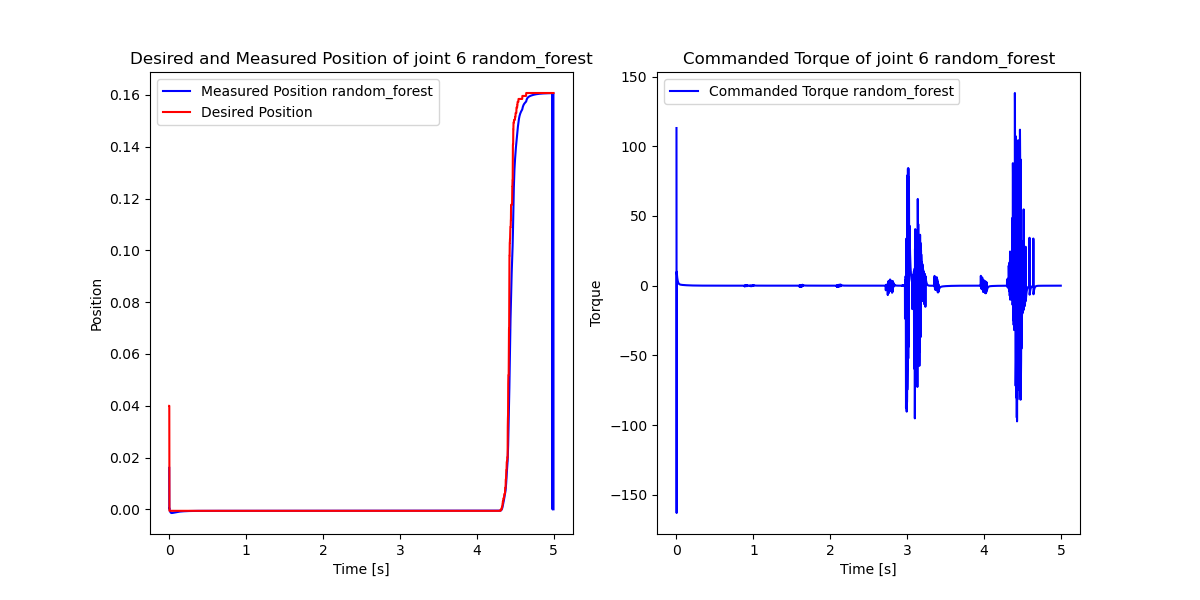 Desired and Measured Position of joint 6 random_forest
Measured Position random_forest
Desired Position
0.16
0.14
0.12
0.10
0.08
0.06
0.04
0.02
0.00
Position
0 1 2 3 4 5
Time [s]
Commanded Torque of joint 6 random_forest
Commanded Torque random_forest
150
100
50
0
−50
−100
−150
Torque
0 1 2 3 4 5
Time [s]